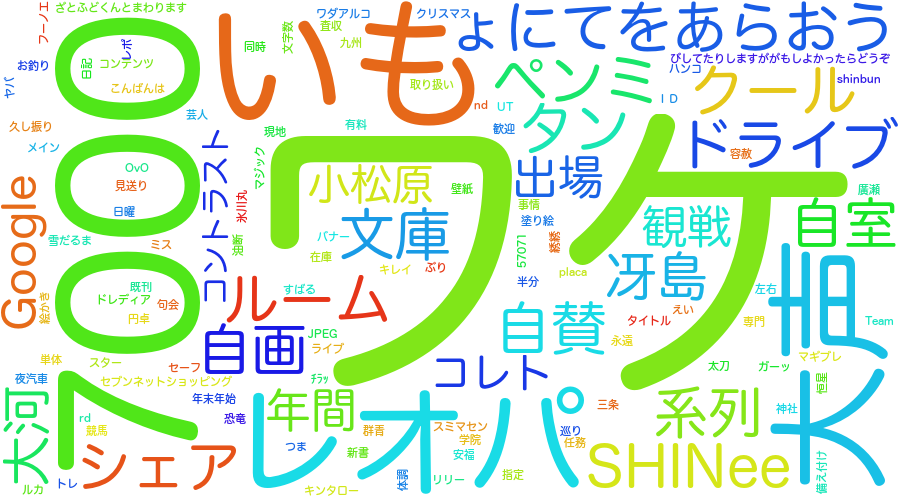 ざとふどくんとまわります
フーノエ
お釣り
日記
レポ
コンテンツ
こんばんは
ヤバ
いも
同時
文字数
ワダアルコ
直収
九州
クリスマス
取り扱い
nd
ょにてをあらおう
びしてたりしますががもしよかったらどうぞ
ハンコ
shinbun
ペンミ
クール
UT
ID
タン
歓迎
ドライブ
容赦
芸人
久し振り
メイン
現地
有料
マジック
コントラスト
OvO
見送り
日曜
氷川丸
小松原
壁紙
出場
事情
廣瀬
Google
雪だるま
ミス
油断
文庫
バナー
在庫
キレイ
ぷり
塗り絵
綉綉
57071
半分
placa
観戦
自室
冴島
既刊
ドレディア
句会
円卓
絵かき
ルーム
すばる
フケ
自賛
タイトル
えい
永遠
専門
左右
Team
自画
JPEG
ライブ
単体
スター
セーフ
夜汽車
セブンネットショッピング
ﾁﾗｯ
コレト
太刀
ガーッ
マギプレ
恒星
大河
rd
競馬
年末年始
恐竜
年間
レオパ
群青
スミマセン
学院
巡り
三条
任務
系列
神社
シェア
つま
新書
安福
トレ
ルカ
キンタロー
体調
リリー
指定
SHINee
備え付け